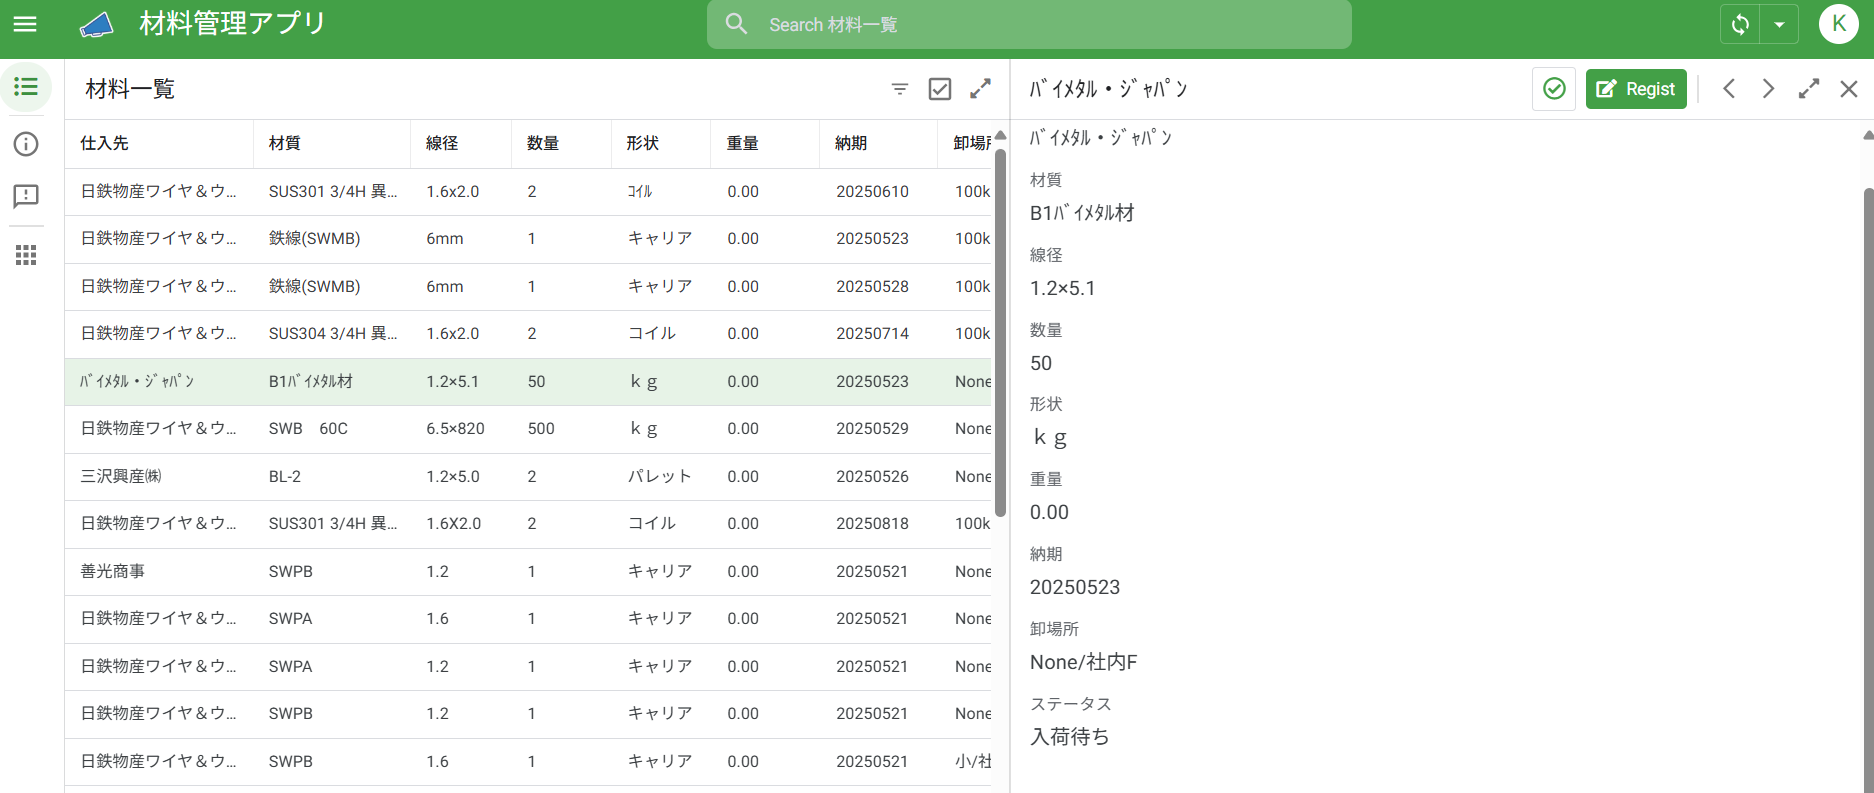 材料管理アプリ
Search 材料一覧
K
材料一覧
仕入先 材質 線径 数量 形状 重量 納期 卸場所
日鉄物産ワイヤ＆ウ... SUS301 3/4H 異... 1.6x2.0 2 ｺｲﾙ 0.00 20250610 100k
日鉄物産ワイヤ＆ウ... 鉄線(SWMB) 6mm 1 キャリア 0.00 20250523 100k
日鉄物産ワイヤ＆ウ... 鉄線(SWMB) 6mm 1 キャリア 0.00 20250528 100k
日鉄物産ワイヤ＆ウ... SUS304 3/4H 異... 1.6x2.0 2 コイル 0.00 20250714 100k
ﾊﾞｲﾒﾀﾙ・ｼﾞｬﾊﾟﾝ B1ﾊﾞｲﾒﾀﾙ材 1.2×5.1 50 ｋｇ 0.00 20250523 None
日鉄物産ワイヤ＆ウ... SWB　60C 6.5×820 500 ｋｇ 0.00 20250529 None
三沢興産㈱ BL-2 1.2×5.0 2 パレット 0.00 20250526 None
日鉄物産ワイヤ＆ウ... SUS301 3/4H 異... 1.6X2.0 2 コイル 0.00 20250818 100k
善光商事 SWPB 1.2 1 キャリア 0.00 20250521 None
日鉄物産ワイヤ＆ウ... SWPA 1.6 1 キャリア 0.00 20250521 None
日鉄物産ワイヤ＆ウ... SWPA 1.2 1 キャリア 0.00 20250521 None
日鉄物産ワイヤ＆ウ... SWPB 1.2 1 キャリア 0.00 20250521 None
日鉄物産ワイヤ＆ウ... SWPB 1.6 1 キャリア 0.00 20250521 小/社
ﾊﾞｲﾒﾀﾙ・ｼﾞｬﾊﾟﾝ
Regist
ﾊﾞｲﾒﾀﾙ・ｼﾞｬﾊﾟﾝ
材質
B1ﾊﾞｲﾒﾀﾙ材
線径
1.2×5.1
数量
50
形状
ｋｇ
重量
0.00
納期
20250523
卸場所
None/社内F
ステータス
入荷待ち